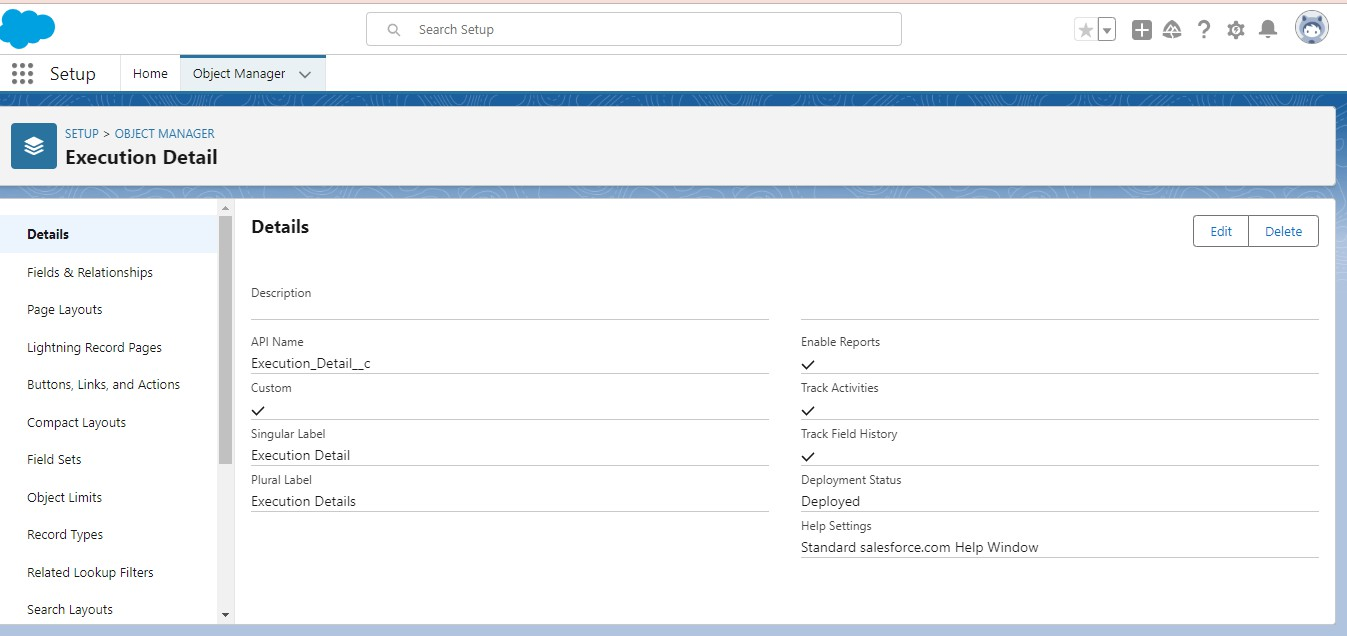 Search Setup
Setup
Home
Object Manager
SETUP > OBJECT MANAGER
Execution Detail
Details
Fields & Relationships
Page Layouts
Lightning Record Pages
Buttons, Links, and Actions
Compact Layouts
Field Sets
Object Limits
Record Types
Related Lookup Filters
Search Layouts
Details
Edit
Delete
Description
API Name
Execution_Detail__c
Custom
Singular Label
Execution Detail
Plural Label
Execution Details
Enable Reports
Track Activities
Track Field History
Deployment Status
Deployed
Help Settings
Standard salesforce.com Help Window